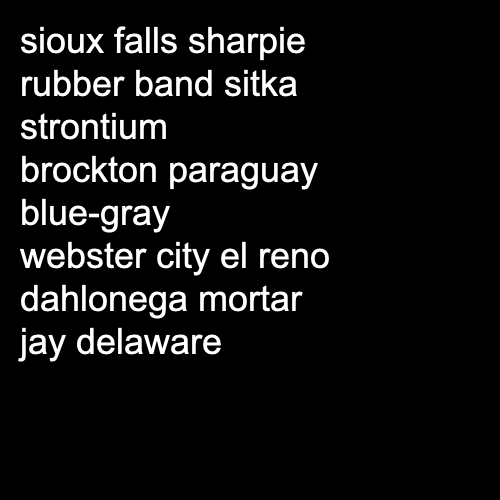 sioux falls sharpie
rubber band sitka
strontium
brockton paraguay
blue-gray
webster city el reno
dahlonega mortar
jay delaware